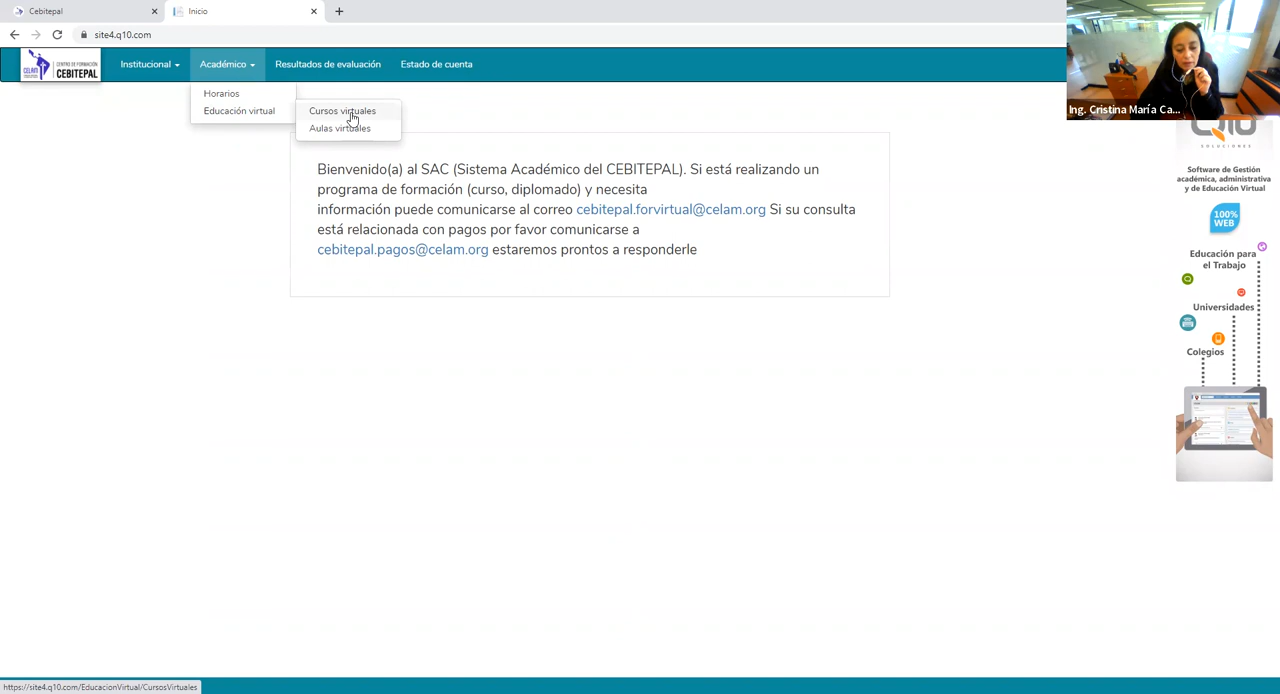 Cebitepal
Inicio
site4.q10.com
CELAM
CENTRO DE FORMACIÓN
CEBITEPAL
Institucional
Académico
Resultados de evaluación
Estado de cuenta
Horarios
Educación virtual
Cursos virtuales
Aulas virtuales
Bienvenido(a) al SAC (Sistema Académico del CEBITEPAL). Si está realizando un
programa de formación (curso, diplomado) y necesita
información puede comunicarse al correo cebitepal.forvirtual@celam.org Si su consulta
está relacionada con pagos por favor comunicarse a
cebitepal.pagos@celam.org estaremos prontos a responderle
Ing. Cristina María Ca...
Q10
SOLUCIONES
Software de Gestión
académica, administrativa
y de Educación Virtual
100%
WEB
Educación para
el Trabajo
Universidades
Colegios
https://site4.q10.com/EducacionVirtual/CursosVirtuales